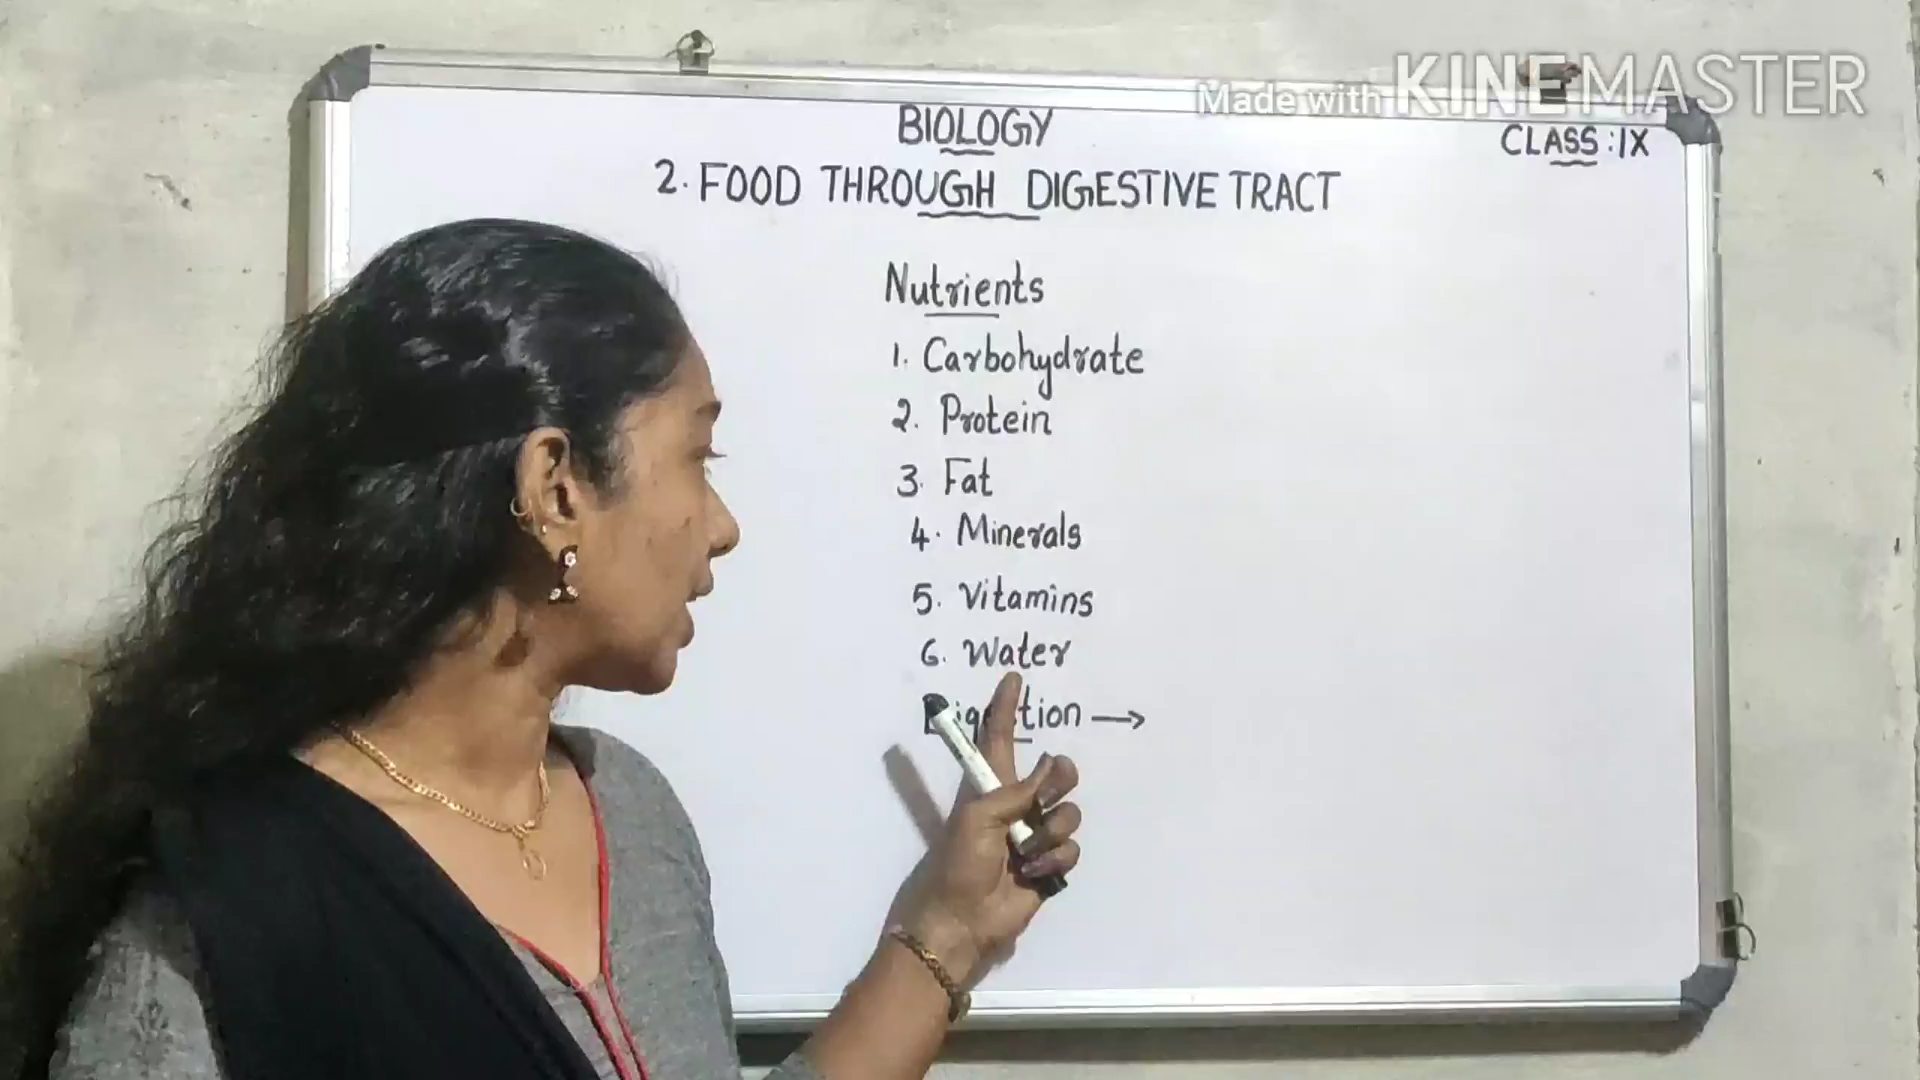 Made with KINEMASTER
BIOLOGY
CLASS : IX
2. FOOD THROUGH DIGESTIVE TRACT
Nutrients
1. Carbohydrate
2. Protein
3. Fat
4. Minerals
5. Vitamins
6. Water
Digestion →